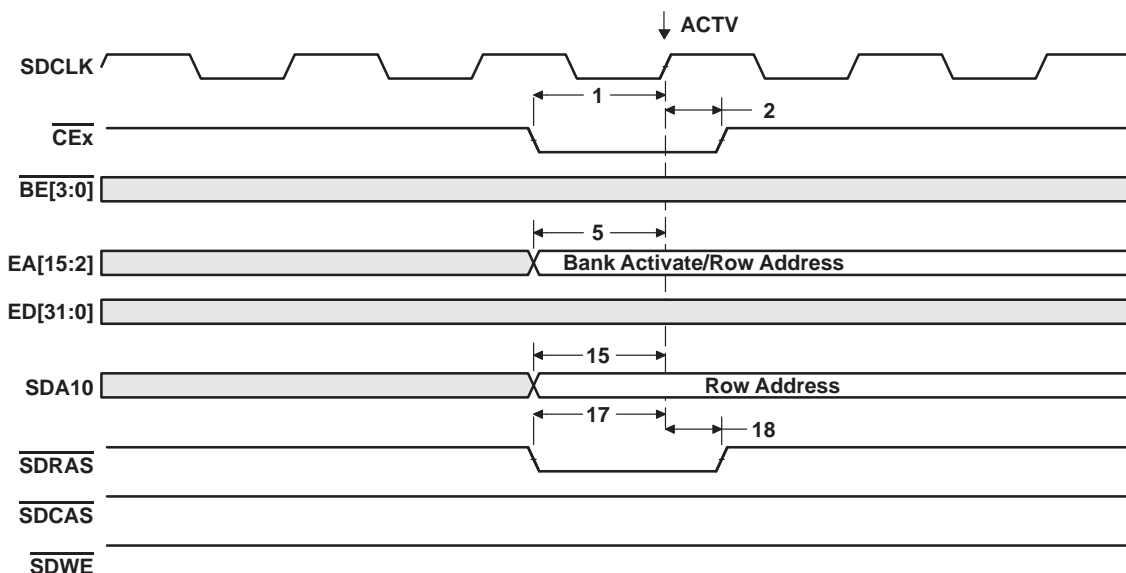 ACTV
SDCLK
1
2
CEx
BE[3:0]
5
EA[15:2]
Bank Activate/Row Address
ED[31:0]
15
SDA10
Row Address
17
18
SDRAS
SDCAS
SDWE